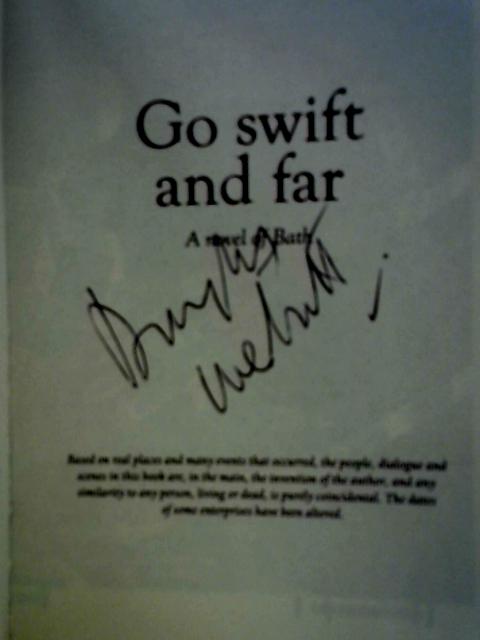 Go swift
and far
A novel of Bath
Based on real places and many events that occurred, the people, dialogue and
scenes in this book are, in the main, the invention of the author, and any
similarity to any person, living or dead, is purely coincidental. The dates
of some enterprises have been altered.